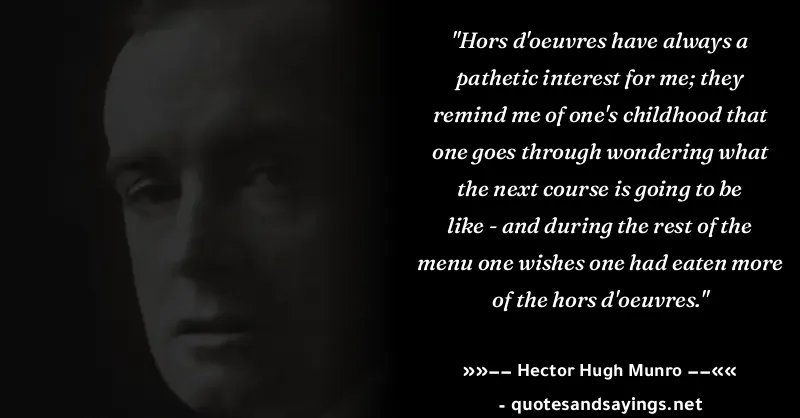 "Hors d'oeuvres have always a
pathetic interest for me; they
remind me of one's childhood that
one goes through wondering what
the next course is going to be
like - and during the rest of the
menu one wishes one had eaten more
of the hors d'oeuvres."
»»−− Hector Hugh Munro −−««
- quotesandsayings.net